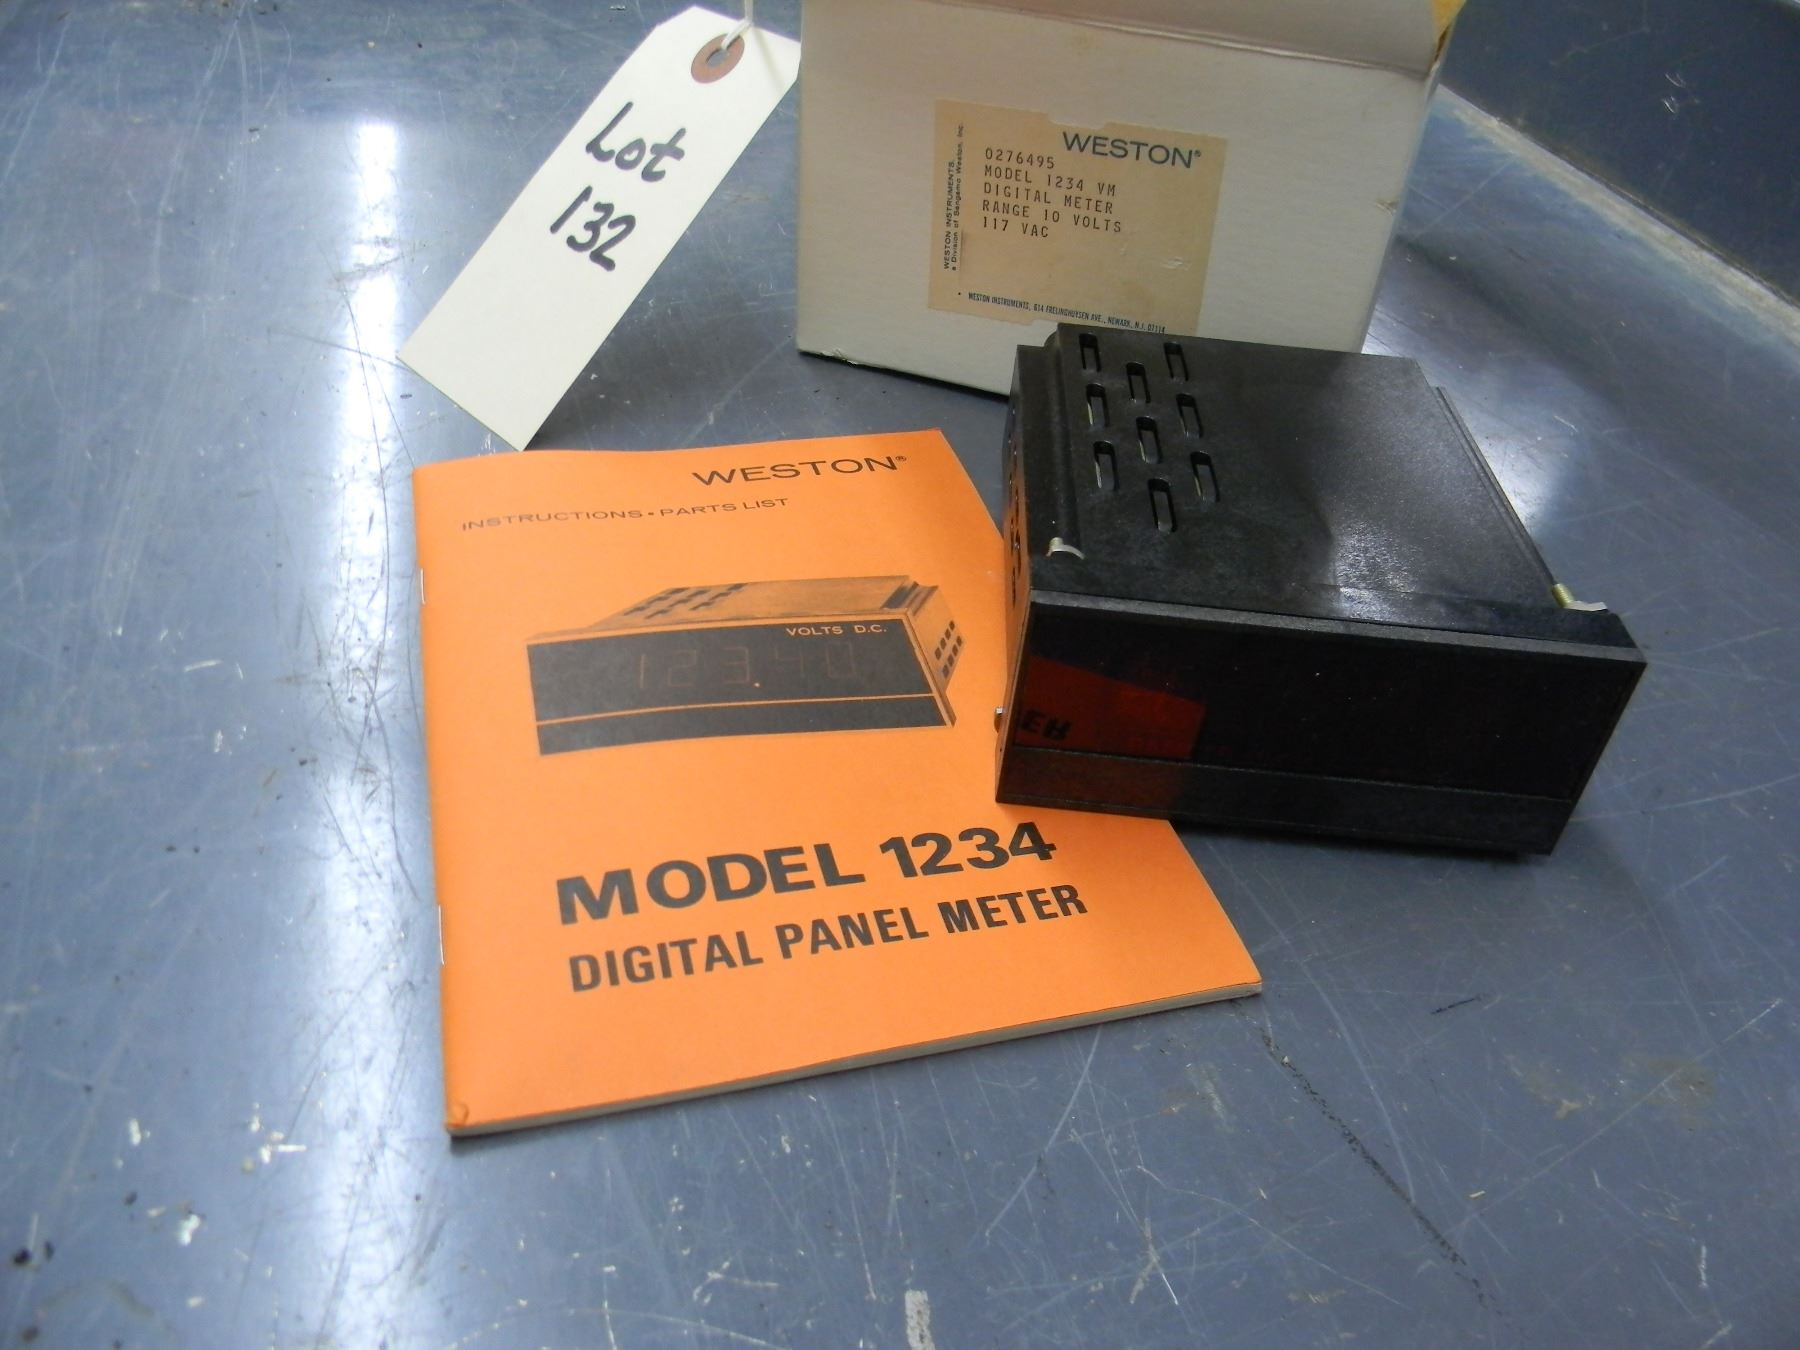 Lot
132
WESTON®
0276495
MODEL 1234 VM
DIGITAL METER
RANGE 10 VOLTS
117 VAC
WESTON INSTRUMENTS,
a Division of Sangamo Weston, Inc.
WESTON INSTRUMENTS, 614 FRELINGHUYSEN AVE., NEWARK, N.J. 07114
WESTON®
INSTRUCTIONS • PARTS LIST
VOLTS D.C.
123.40
MODEL 1234
DIGITAL PANEL METER